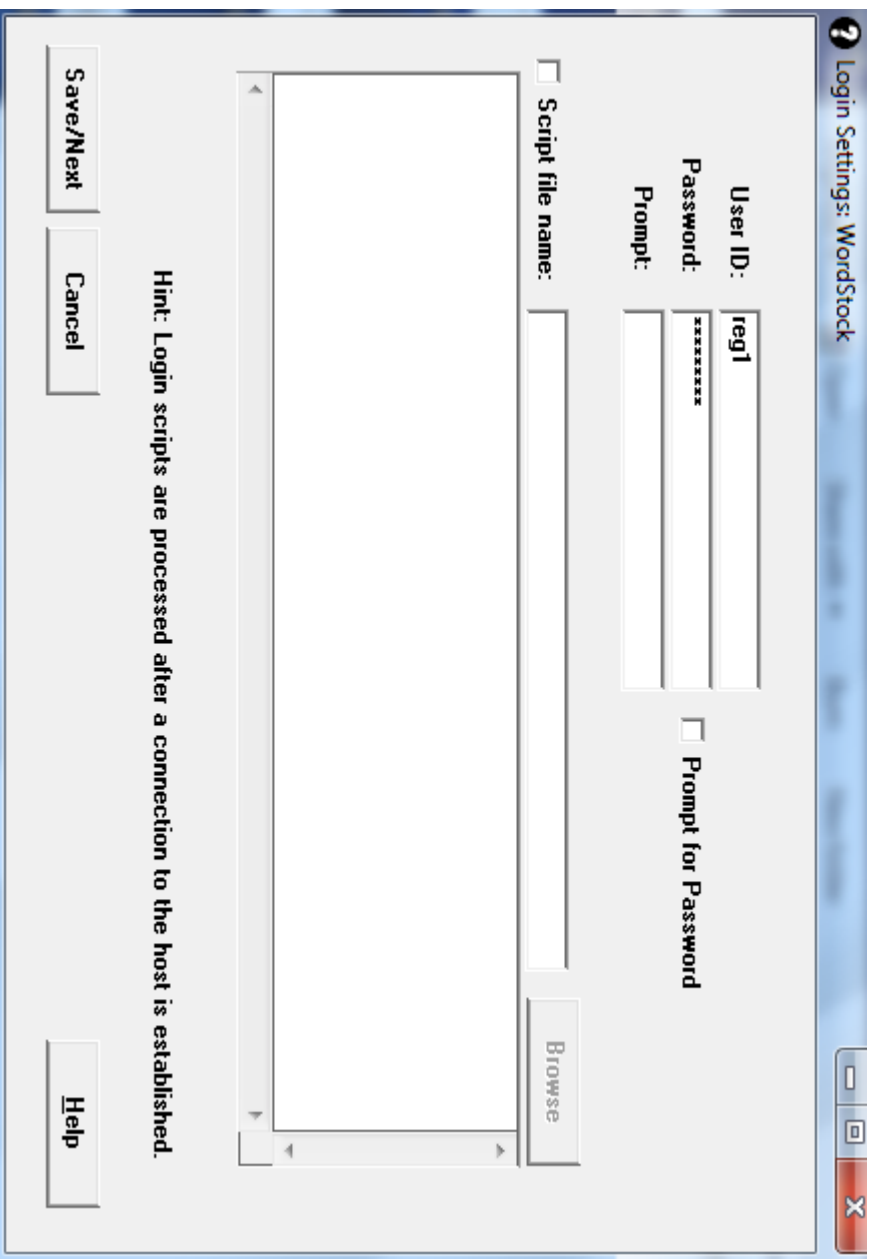 Login Settings: WordStock
User ID: reg1
Password: xxxxxxxxx
Prompt for Password
Prompt:
Script file name:
Browse
Hint: Login scripts are processed after a connection to the host is established.
Save/Next
Cancel
Help